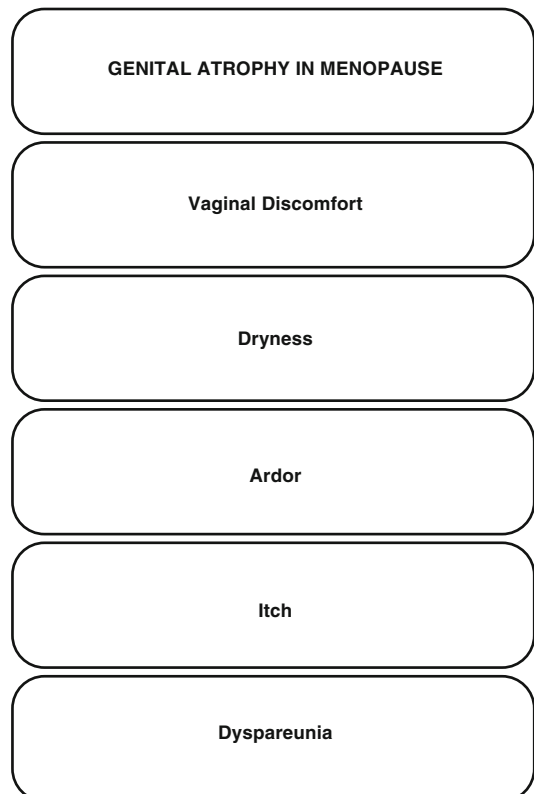 GENITAL ATROPHY IN MENOPAUSE
Vaginal Discomfort
Dryness
Ardor
Itch
Dyspareunia